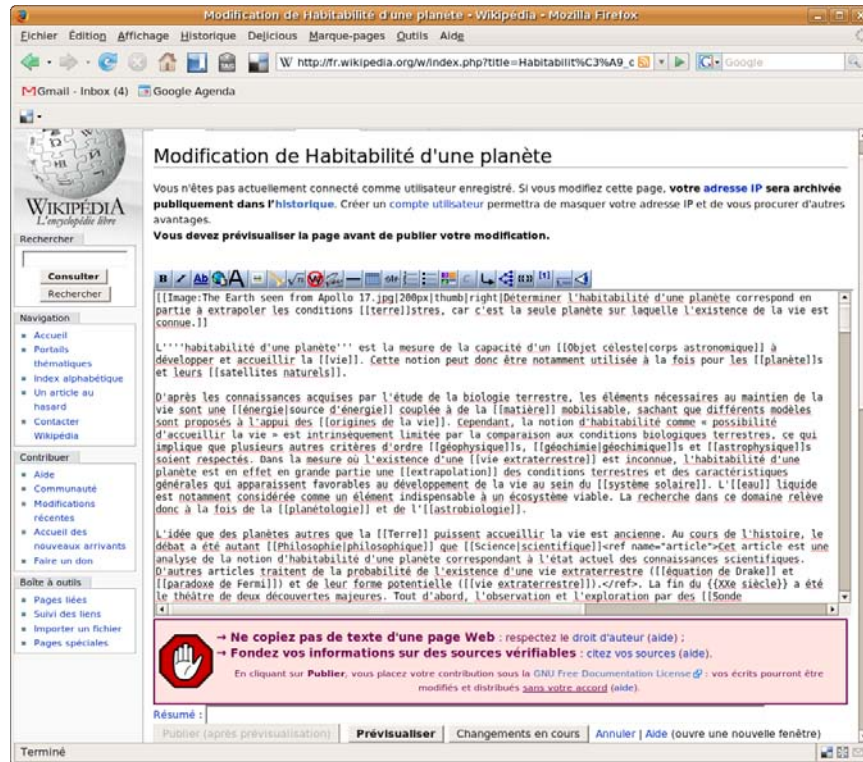 Modification de Habitabilité d'une planète - Wikipédia - Mozilla Firefox
Eichier Édition Affichage Historique Delicious Marque-pages Outils Aide
W http://fr.wikipedia.org/w/index.php?title=Habitabilit%C3%A9_d
Google
Gmail - Inbox (4) Google Agenda
WIKIPÉDIA
L'encyclopédie libre
Rechercher
Consulter
Rechercher
Navigation
Accueil
Portails
thématiques
Index alphabétique
Un article au
hasard
Contacter
Wikipédia
Contribuer
Aide
Communauté
Modifications
récentes
Accueil des
nouveaux arrivants
Faire un don
Boîte à outils
Pages liées
Suivi des liens
Importer un fichier
Pages spéciales
Modification de Habitabilité d'une planète
Vous n'êtes pas actuellement connecté comme utilisateur enregistré. Si vous modifiez cette page, votre adresse IP sera archivée
publiquement dans l'historique. Créer un compte utilisateur permettra de masquer votre adresse IP et de vous procurer d'autres
avantages.
Vous devez prévisualiser la page avant de publier votre modification.
[[Image:The Earth seen from Apollo 17.jpg|200px|thumb|right|Déterminer l'habitabilité d'une planète correspond en
partie à extrapoler les conditions [[terre]]stres, car c'est la seule planète sur laquelle l'existence de la vie est
connue.]]
L''''habitabilité d'une planète''' est la mesure de la capacité d'un [[Objet céleste|corps astronomique]] à
développer et accueillir la [[vie]]. Cette notion peut donc être notamment utilisée à la fois pour les [[planète]]s
et leurs [[satellites naturels]].
D'après les connaissances acquises par l'étude de la biologie terrestre, les éléments nécessaires au maintien de la
vie sont une [[énergie|source d'énergie]] couplée à de la [[matière]] mobilisable, sachant que différents modèles
sont proposés à l'appui des [[origines de la vie]]. Cependant, la notion d'habitabilité comme « possibilité
d'accueillir la vie » est intrinsèquement limitée par la comparaison aux conditions biologiques terrestres, ce qui
implique que plusieurs autres critères d'ordre [[géophysique]]s, [[géochimie|géochimique]]s et [[astrophysique]]s
soient respectés. Dans la mesure où l'existence d'une [[vie extraterrestre]] est inconnue, l'habitabilité d'une
planète est en effet en grande partie une [[extrapolation]] des conditions terrestres et des caractéristiques
générales qui apparaissent favorables au développement de la vie au sein du [[système solaire]]. L'[[eau]] liquide
est notamment considérée comme un élément indispensable à un écosystème viable. La recherche dans ce domaine relève
donc à la fois de la [[planétologie]] et de l'[[astrobiologie]].
L'idée que des planètes autres que la [[Terre]] puissent accueillir la vie est ancienne. Au cours de l'histoire, le
débat a été autant [[Philosophie|philosophique]] que [[Science|scientifique]]<ref name="article">Cet article est une
analyse de la notion d'habitabilité d'une planète correspondant à l'état actuel des connaissances scientifiques.
D'autres articles traitent de la probabilité de l'existence d'une vie extraterrestre ([[équation de Drake]] et
[[paradoxe de Fermi]]) et de leur forme potentielle ([[vie extraterrestre]]).</ref>. La fin du {{XXe siècle}} a été
le théâtre de deux découvertes majeures. Tout d'abord, l'observation et l'exploration par des [[Sonde
→ Ne copiez pas de texte d'une page Web : respectez le droit d'auteur (aide) ;
→ Fondez vos informations sur des sources vérifiables : citez vos sources (aide).
En cliquant sur Publier, vous placez votre contribution sous la GNU Free Documentation License : vos écrits pourront être
modifiés et distribués sans votre accord (aide).
Résumé :
Publier (après prévisualisation) Prévisualiser Changements en cours Annuler | Aide (ouvre une nouvelle fenêtre)
Terminé